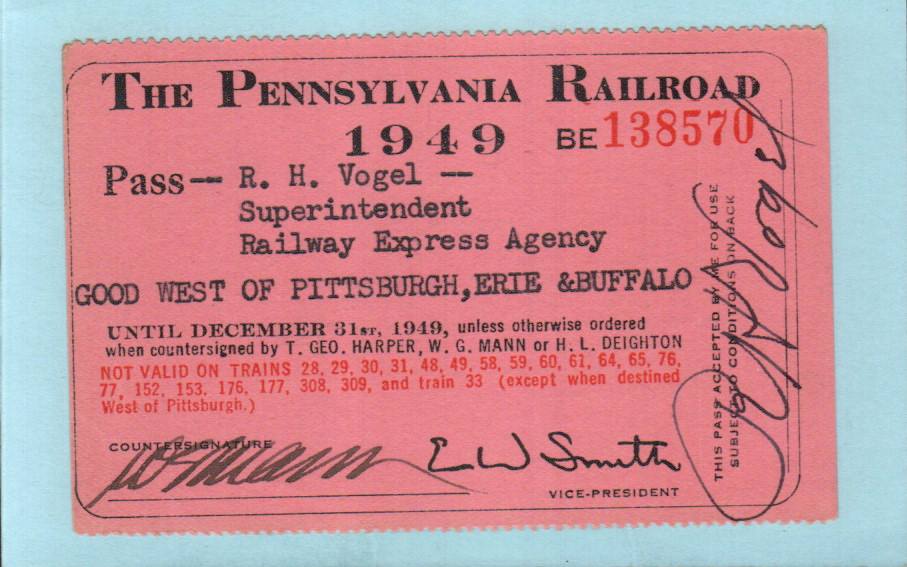 THE PENNSYLVANIA RAILROAD
1949 BE 138570
Pass -- R. H. Vogel --
Superintendent
Railway Express Agency
GOOD WEST OF PITTSBURGH, ERIE &BUFFALO
UNTIL DECEMBER 31ST, 1949, unless otherwise ordered
when countersigned by T. GEO. HARPER, W. G. MANN or H. L. DEIGHTON
NOT VALID ON TRAINS 28, 29, 30, 31, 48, 49, 58, 59, 60, 61, 64, 65, 76,
77, 152, 153, 176, 177, 308, 309, and train 33 (except when destined
West of Pittsburgh.)
COUNTERSIGNATURE
WG Mann
E W Smith
VICE-PRESIDENT
THIS PASS ACCEPTED BY ME FOR USE
SUBJECT TO CONDITIONS ON BACK